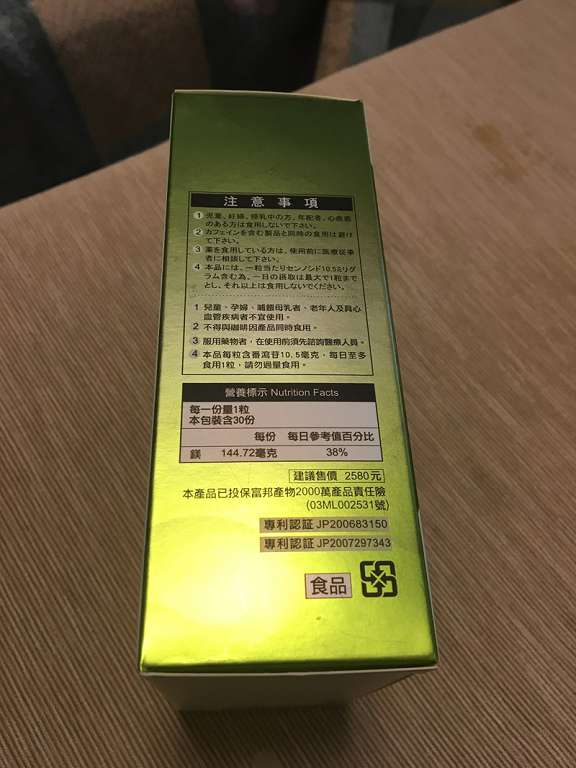 注意事項
1 児童、妊婦、授乳中の方、年配者、心疾患
のある方は食用しないで下さい。
2 カフェインを含む製品と同時の食用は避け
て下さい。
3 薬を食用している方は、使用前に医療従事
者に相談して下さい。
4 本品には、一粒当たりセンノシド10.5ミリグ
ラム含む為、一日の摂取は最大で1粒まで
とし、それ以上は食用しないでください。
1 兒童、孕婦、哺餵母乳者、老年人及具心
血管疾病者不宜使用。
2 不得與咖啡因產品同時食用。
3 服用藥物者，在使用前須先諮詢醫療人員。
4 本品每粒含番瀉苷10.5毫克，每日至多
食用1粒，請勿過量食用。
營養標示 Nutrition Facts
每一份量1粒
本包裝含30份
每份 每日參考值百分比
鎂 144.72毫克 38%
建議售價 2580元
本產品已投保富邦產物2000萬產品責任險
(03ML002531號)
專利認証 JP200683150
專利認証 JP2007297343
食品